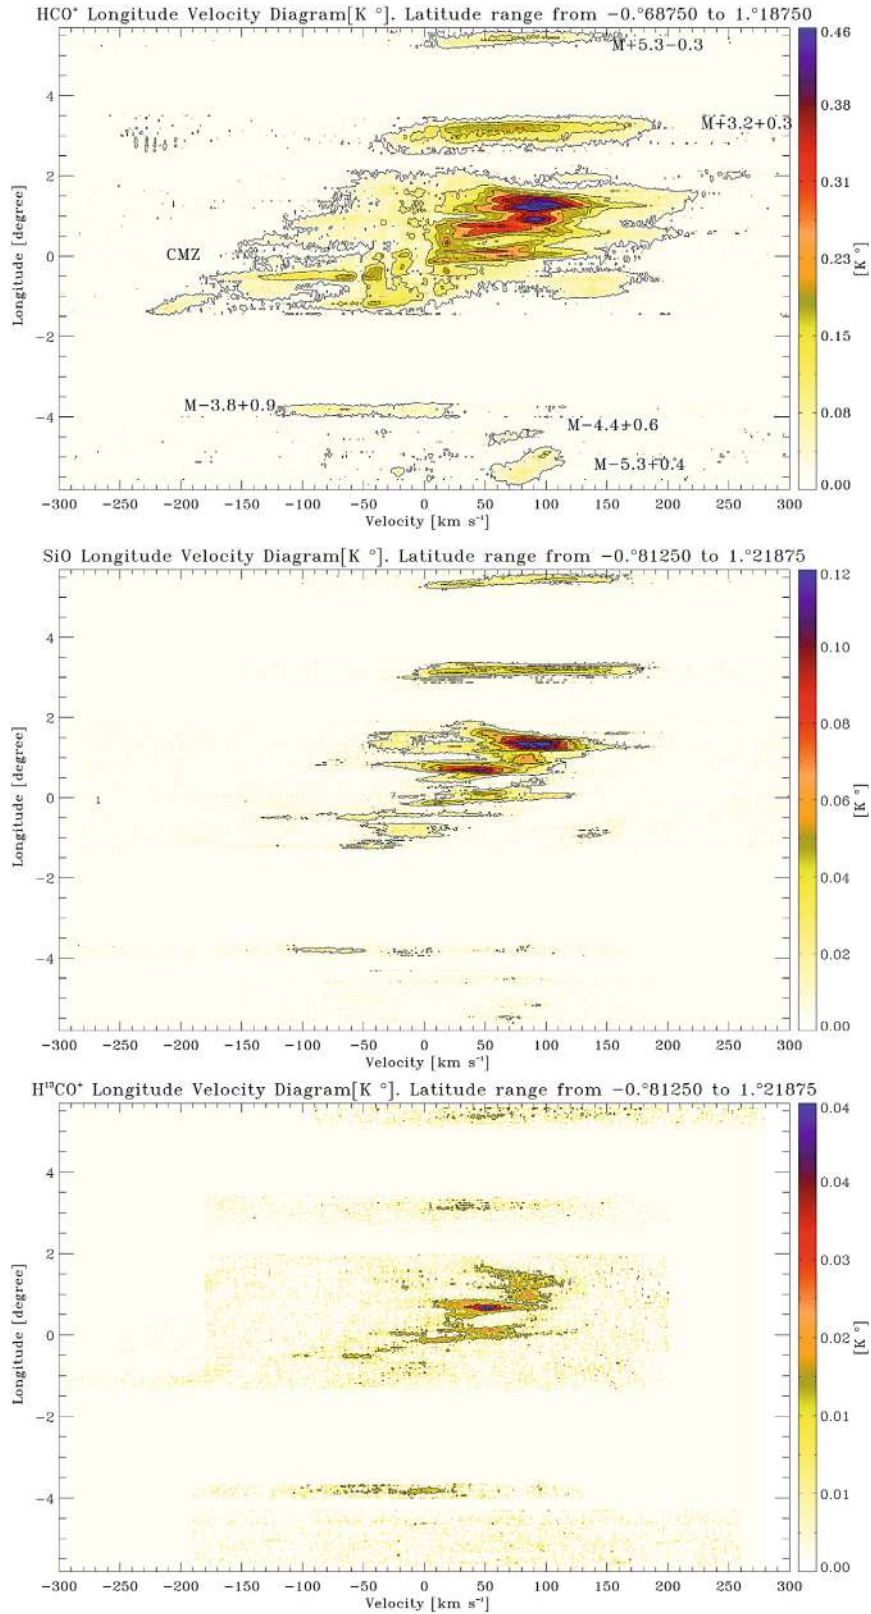 HCO⁺ Longitude Velocity Diagram[K °]. Latitude range from −0.°68750 to 1.°18750
M+5.3−0.3
M+3.2+0.3
CMZ
M−3.8+0.9
M−4.4+0.6
M−5.3+0.4
4
2
0
−2
−4
Longitude [degree]
−300 −250 −200 −150 −100 −50 0 50 100 150 200 250 300
Velocity [km s⁻¹]
0.46
0.38
0.31
0.23
0.15
0.08
0.00
[K °]
SiO Longitude Velocity Diagram[K °]. Latitude range from −0.°81250 to 1.°21875
4
2
0
−2
−4
Longitude [degree]
−300 −250 −200 −150 −100 −50 0 50 100 150 200 250 300
Velocity [km s⁻¹]
0.12
0.10
0.08
0.06
0.04
0.02
0.00
[K °]
H¹³CO⁺ Longitude Velocity Diagram[K °]. Latitude range from −0.°81250 to 1.°21875
4
2
0
−2
−4
Longitude [degree]
−300 −250 −200 −150 −100 −50 0 50 100 150 200 250 300
Velocity [km s⁻¹]
0.04
0.04
0.03
0.02
0.01
0.01
0.00
[K °]